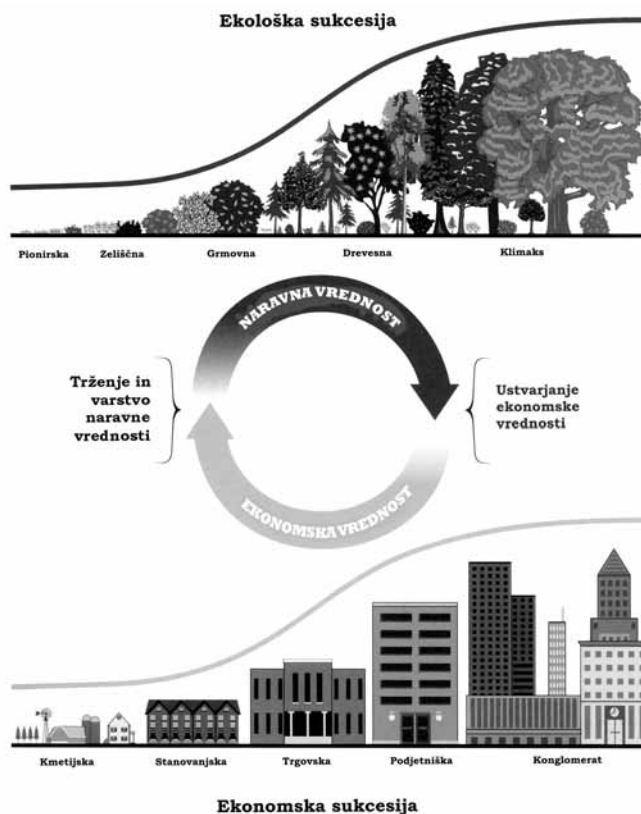 Ekološka sukcesija
Pionirska
Zeliščna
Grmovna
Drevesna
Klimaks
NARAVNA VREDNOST
Trženje in
varstvo
naravne
vrednosti
Ustvarjanje
ekonomske
vrednosti
EKONOMSKA VREDNOST
Kmetijska
Stanovanjska
Trgovska
Podjetniška
Konglomerat
Ekonomska sukcesija